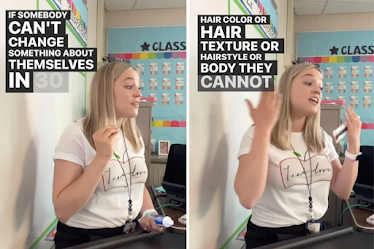 IF SOMEBODY
CAN'T
CHANGE
SOMETHING ABOUT
THEMSELVES
IN 30
CLASS
HAIR COLOR OR
HAIR
TEXTURE OR
HAIRSTYLE OR
BODY THEY
CANNOT
CLASS